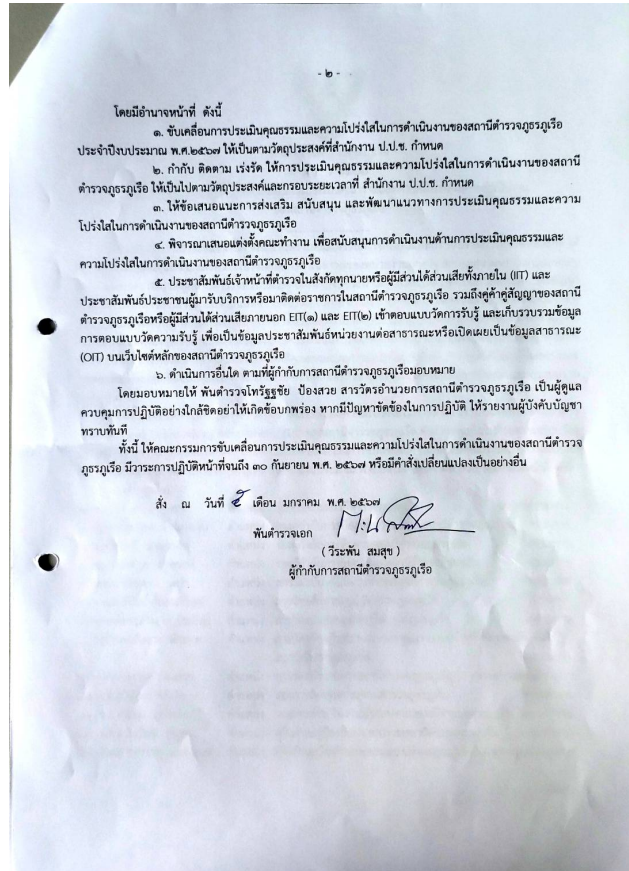 - ๒ -
โดยมีอำนาจหน้าที่ ดังนี้
๑. ขับเคลื่อนการประเมินคุณธรรมและความโปร่งใสในการดำเนินงานของสถานีตำรวจภูธรภูเรือ
ประจำปีงบประมาณ พ.ศ.๒๕๖๗ ให้เป็นตามวัตถุประสงค์ที่สำนักงาน ป.ป.ช. กำหนด
๒. กำกับ ติดตาม เร่งรัด ให้การประเมินคุณธรรมและความโปร่งใสในการดำเนินงานของสถานี
ตำรวจภูธรภูเรือ ให้เป็นไปตามวัตถุประสงค์และกรอบระยะเวลาที่ สำนักงาน ป.ป.ช. กำหนด
๓. ให้ข้อเสนอแนะการส่งเสริม สนับสนุน และพัฒนาแนวทางการประเมินคุณธรรมและความ
โปร่งใสในการดำเนินงานของสถานีตำรวจภูธรภูเรือ
๔. พิจารณาเสนอแต่งตั้งคณะทำงาน เพื่อสนับสนุนการดำเนินงานด้านการประเมินคุณธรรมและ
ความโปร่งใสในการดำเนินงานของสถานีตำรวจภูธรภูเรือ
๕. ประชาสัมพันธ์เจ้าหน้าที่ตำรวจในสังกัดทุกนายหรือผู้มีส่วนได้ส่วนเสียทั้งภายใน (IIT) และ
ประชาสัมพันธ์ประชาชนผู้มารับบริการหรือมาติดต่อราชการในสถานีตำรวจภูธรภูเรือ รวมถึงคู่ค้าคู่สัญญาของสถานี
ตำรวจภูธรภูเรือหรือผู้มีส่วนได้ส่วนเสียภายนอก EIT(๑) และ EIT(๒) เข้าตอบแบบวัดการรับรู้ และเก็บรวบรวมข้อมูล
การตอบแบบวัดความรับรู้ เพื่อเป็นข้อมูลประชาสัมพันธ์หน่วยงานต่อสาธารณะหรือเปิดเผยเป็นข้อมูลสาธารณะ
(OIT) บนเว็บไซต์หลักของสถานีตำรวจภูธรภูเรือ
๖. ดำเนินการอื่นใด ตามที่ผู้กำกับการสถานีตำรวจภูธรภูเรือมอบหมาย
โดยมอบหมายให้ พันตำรวจโทรัฐชัย ป้องสวย สารวัตรอำนวยการสถานีตำรวจภูธรภูเรือ เป็นผู้ดูแล
ควบคุมการปฏิบัติอย่างใกล้ชิดอย่าให้เกิดข้อบกพร่อง หากมีปัญหาขัดข้องในการปฏิบัติ ให้รายงานผู้บังคับบัญชา
ทราบทันที
ทั้งนี้ ให้คณะกรรมการขับเคลื่อนการประเมินคุณธรรมและความโปร่งใสในการดำเนินงานของสถานีตำรวจ
ภูธรภูเรือ มีวาระการปฏิบัติหน้าที่จนถึง ๓๐ กันยายน พ.ศ. ๒๕๖๗ หรือมีคำสั่งเปลี่ยนแปลงเป็นอย่างอื่น
สั่ง ณ วันที่ เดือน มกราคม พ.ศ. ๒๕๖๗
พันตำรวจเอก
( วีระพัน สมสุข )
ผู้กำกับการสถานีตำรวจภูธรภูเรือ